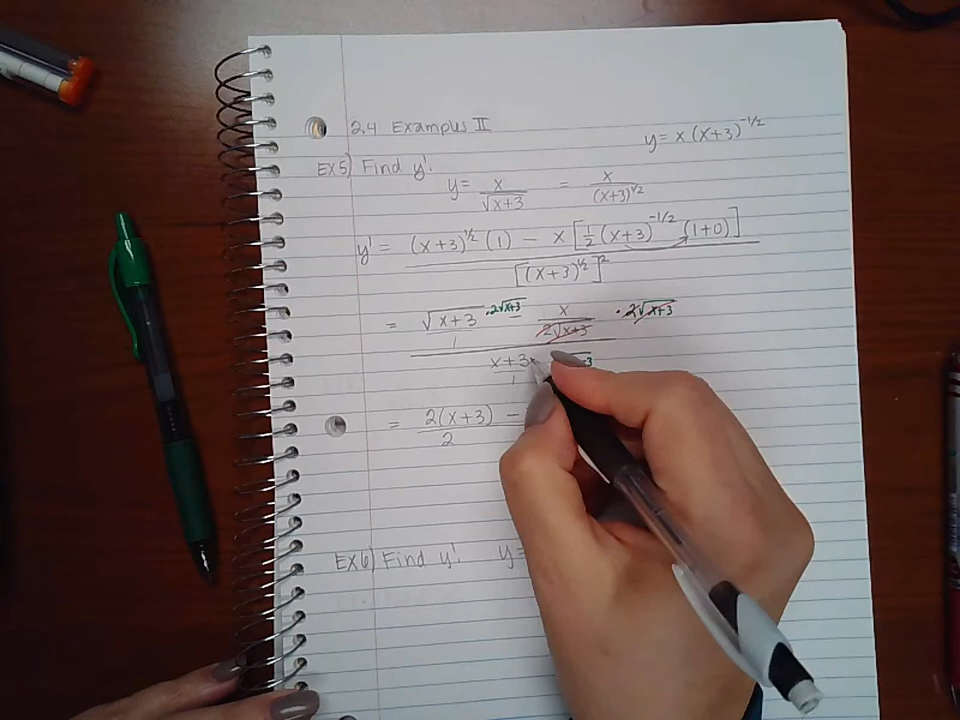 2.4 Examples II
y = x(x+3)^{-1/2}
EX5) Find y'.
y = x/√(x+3) = x/(x+3)^{1/2}
y' = ((x+3)^{1/2}(1) - x[1/2(x+3)^{-1/2}(1+0)])/[(x+3)^{1/2}]^2
= (√(x+3)/1 ·2√(x+3) - x/(2√(x+3)) ·2√(x+3))/((x+3)/1
= 2(x+3) -
2
EX6) Find y'. y =